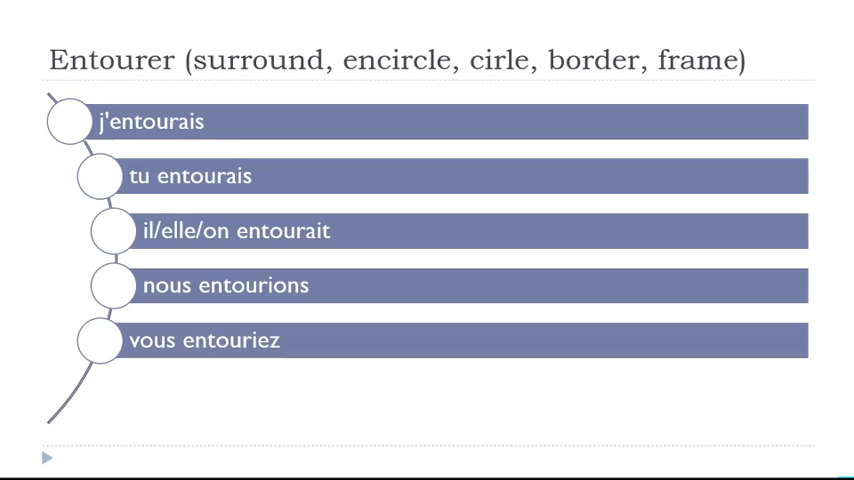 Entourer (surround, encircle, cirle, border, frame)
j'entourais
tu entourais
il/elle/on entourait
nous entourions
vous entouriez